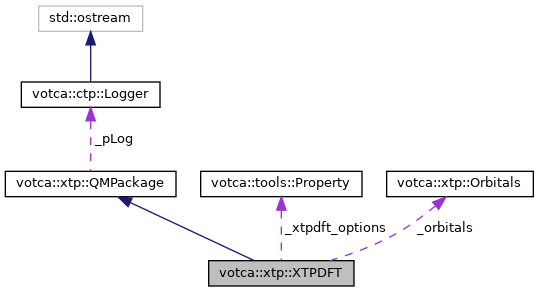 std::ostream
votca::ctp::Logger
_pLog
votca::xtp::QMPackage
votca::tools::Property
votca::xtp::Orbitals
_xtpdft_options
_orbitals
votca::xtp::XTPDFT